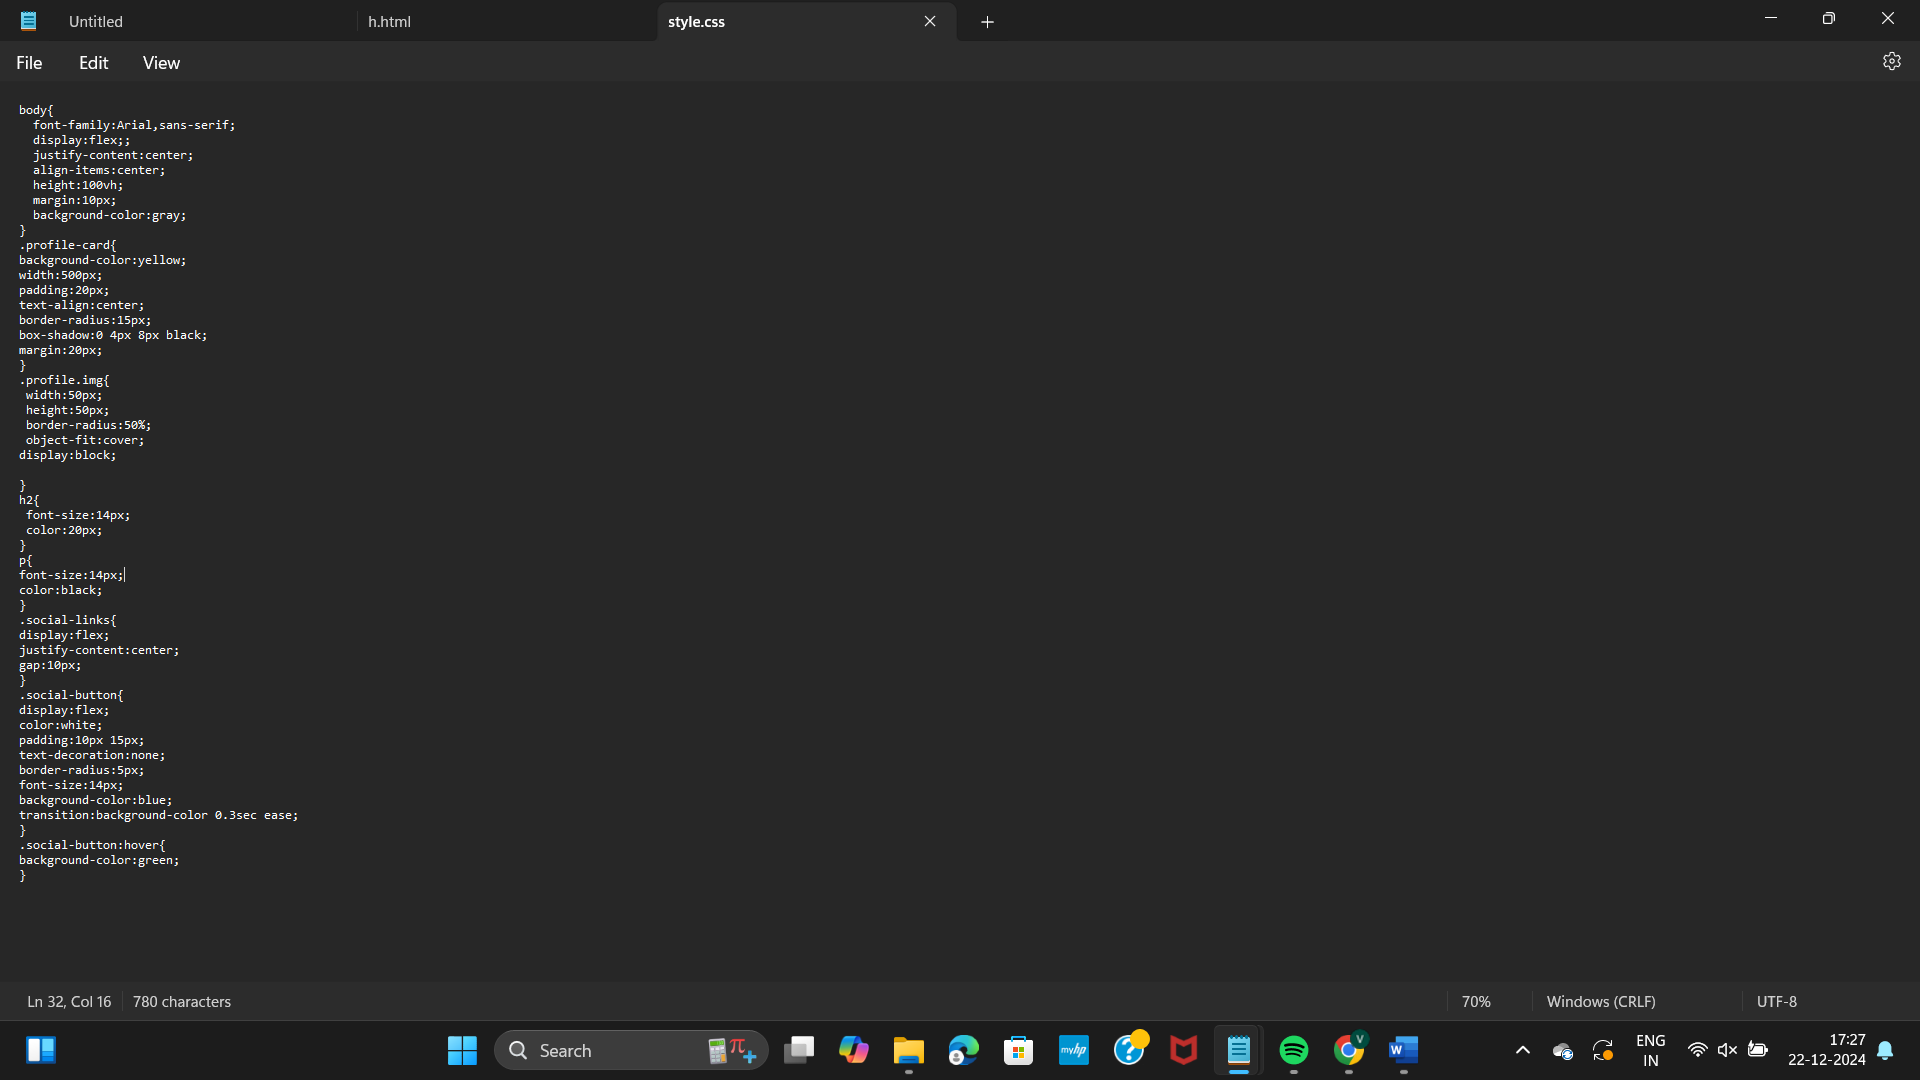 Untitled
h.html
style.css
File Edit View
body{
font-family:Arial,sans-serif;
display:flex;;
justify-content:center;
align-items:center;
height:100vh;
margin:10px;
background-color:gray;
}
.profile-card{
background-color:yellow;
width:500px;
padding:20px;
text-align:center;
border-radius:15px;
box-shadow:0 4px 8px black;
margin:20px;
}
.profile.img{
width:50px;
height:50px;
border-radius:50%;
object-fit:cover;
display:block;
}
h2{
font-size:14px;
color:20px;
}
p{
font-size:14px;
color:black;
}
.social-links{
display:flex;
justify-content:center;
gap:10px;
}
.social-button{
display:flex;
color:white;
padding:10px 15px;
text-decoration:none;
border-radius:5px;
font-size:14px;
background-color:blue;
transition:background-color 0.3sec ease;
}
.social-button:hover{
background-color:green;
}
Ln 32, Col 16
780 characters
70%
Windows (CRLF)
UTF-8
Search
myhp
V
W
ENG
IN
17:27
22-12-2024